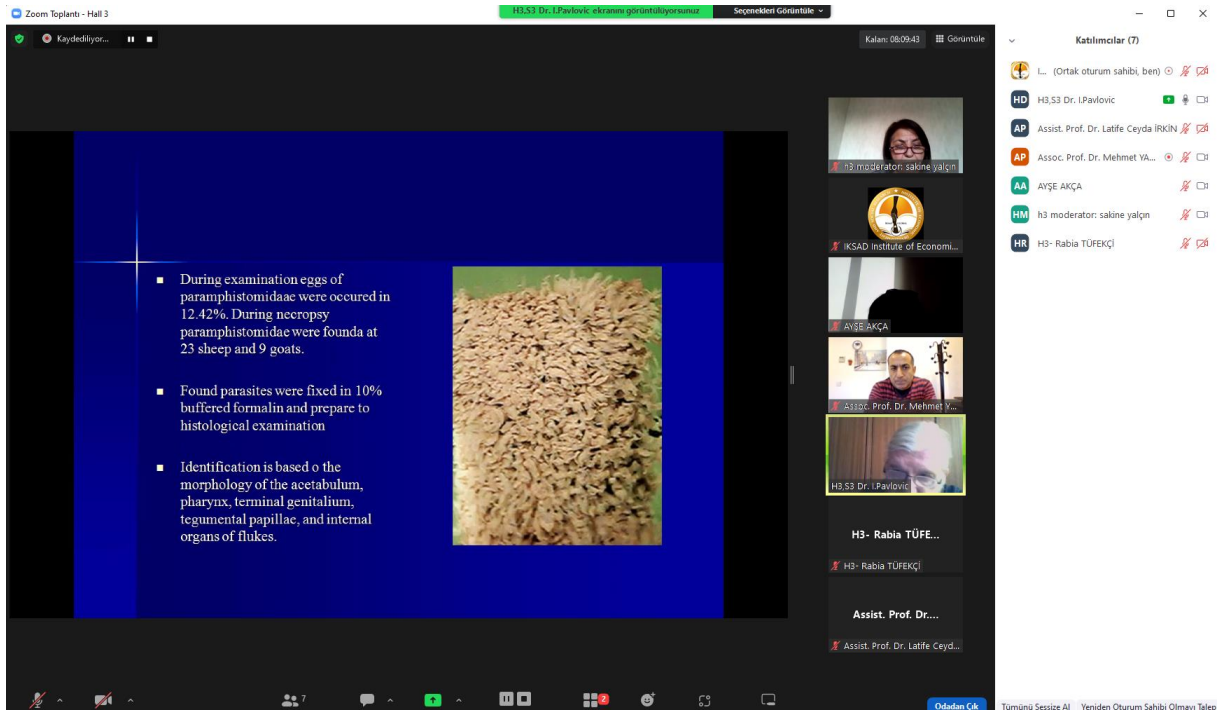 Zoom Toplantı - Hall 3
H3,S3 Dr. I.Pavlovic ekranını görüntülüyorsunuz
Seçenekleri Görüntüle
Kaydediliyor...
Kalan: 08:09:43
Görüntüle
Katılımcılar (7)
I... (Ortak oturum sahibi, ben)
HD H3,S3 Dr. I.Pavlovic
AP Assist. Prof. Dr. Latife Ceyda İRKİN
AP Assoc. Prof. Dr. Mehmet YA...
AA AYŞE AKÇA
HM h3 moderator: sakine yalçın
HR H3- Rabia TÜFEKÇİ
During examination eggs of
paramphistomidaae were occured in
12.42%. During necropsy
paramphistomidae were founda at
23 sheep and 9 goats.
Found parasites were fixed in 10%
buffered formalin and prepare to
histological examination
Identification is based o the
morphology of the acetabulum,
pharynx, terminal genitalium,
tegumental papillae, and internal
organs of flukes.
h3 moderator: sakine yalçın
IKSAD Institute of Economi...
AYŞE AKÇA
Assoc. Prof. Dr. Mehmet Y...
H3,S3 Dr. I.Pavlovic
H3- Rabia TÜFE...
H3- Rabia TÜFEKÇİ
Assist. Prof. Dr....
Assist. Prof. Dr. Latife Ceyd...
7
2
Odadan Çık
Tümünü Sessize Al
Yeniden Oturum Sahibi Olmayı Talep